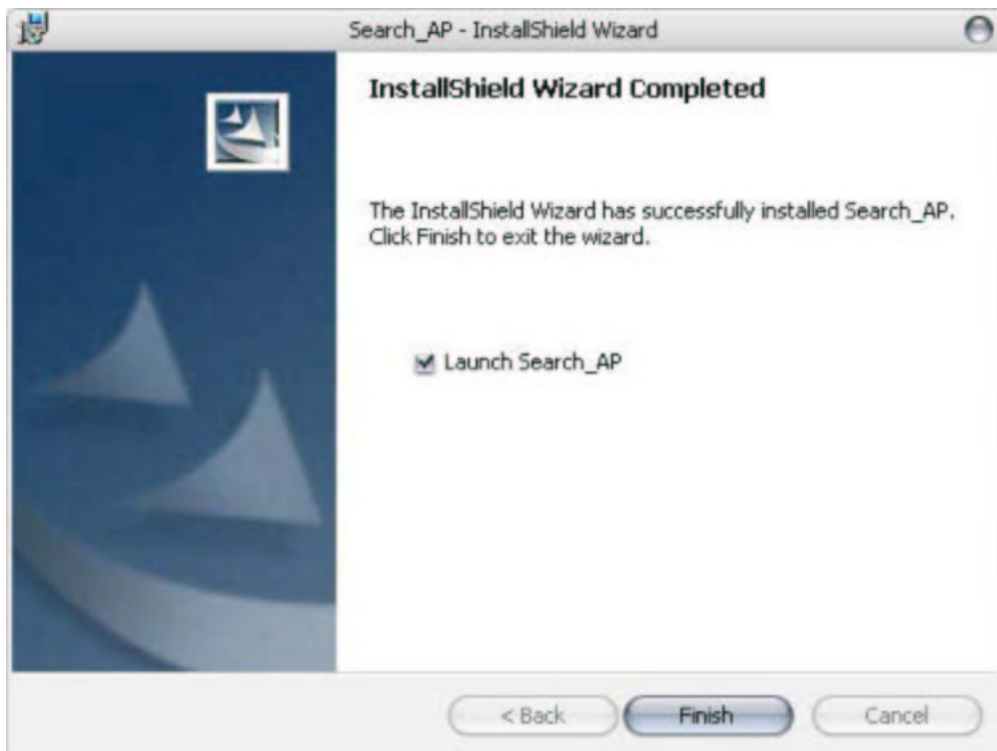 Search_AP - InstallShield Wizard
InstallShield Wizard Completed
The InstallShield Wizard has successfully installed Search_AP.
Click Finish to exit the wizard.
Launch Search_AP
< Back
Finish
Cancel